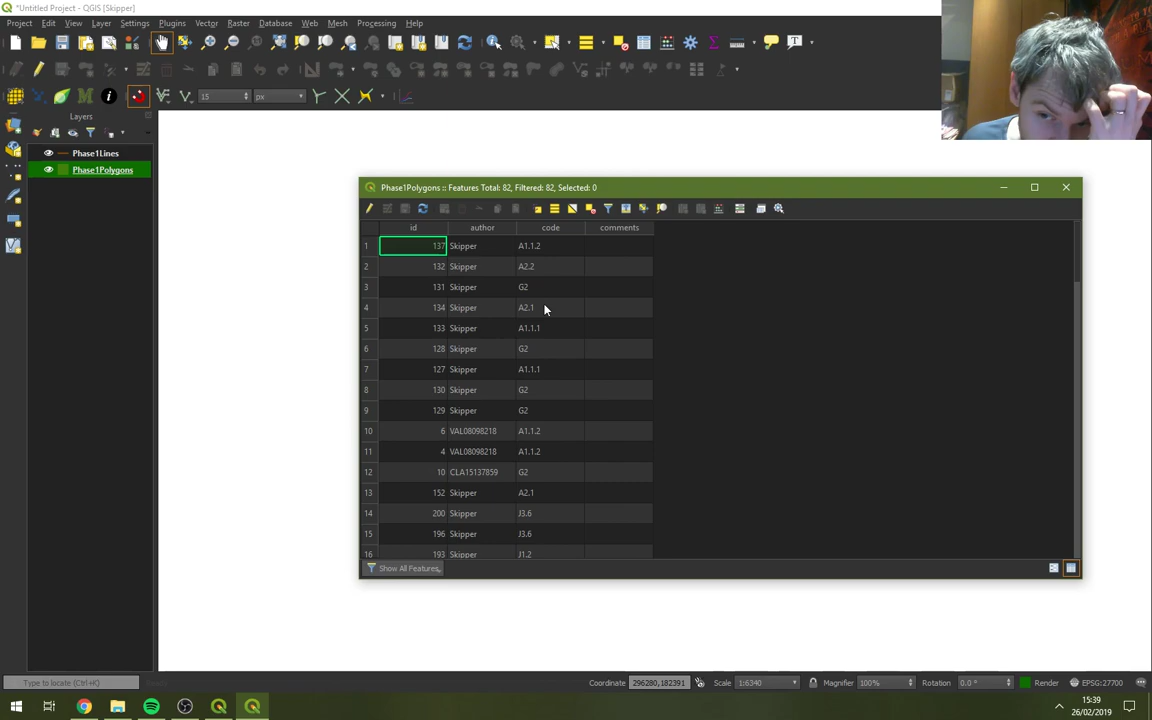 *Untitled Project - QGIS [Skipper]
Project Edit View Layer Settings Plugins Vector Raster Database Web Mesh Processing Help
15 px
Layers
Phase1Lines
Phase1Polygons
Phase1Polygons :: Features Total: 82, Filtered: 82, Selected: 0
id author code comments
1 137 Skipper A1.1.2
2 132 Skipper A2.2
3 131 Skipper G2
4 134 Skipper A2.1
5 133 Skipper A1.1.1
6 128 Skipper G2
7 127 Skipper A1.1.1
8 130 Skipper G2
9 129 Skipper G2
10 6 VAL08098218 A1.1.2
11 4 VAL08098218 A1.1.2
12 10 CLA15137859 G2
13 152 Skipper A2.1
14 200 Skipper J3.6
15 196 Skipper J3.6
16 193 Skipper J1.2
Show All Features
Type to locate (Ctrl+K) Ready Coordinate 296280,182391 Scale 1:6340 Magnifier 100% Rotation 0.0 ° Render EPSG:27700
15:39
26/02/2019